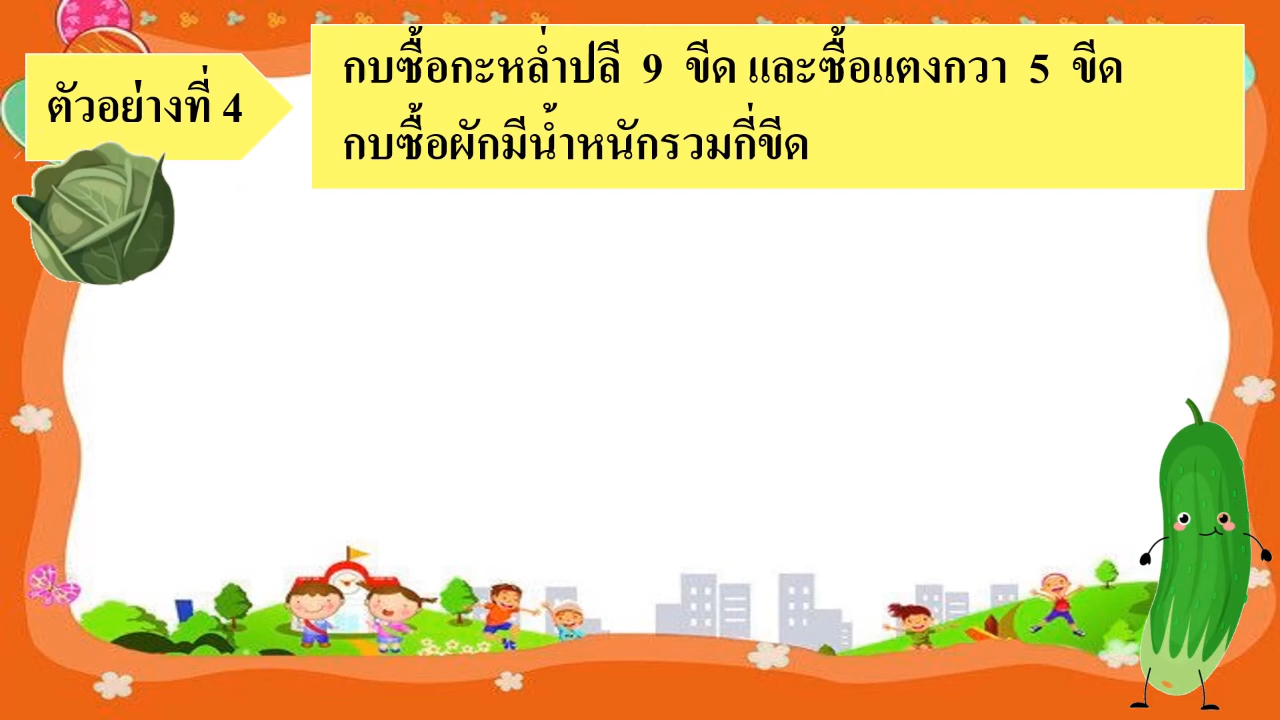 ตัวอย่างที่ 4
กบซื้อกะหล่ำปลี 9 ขีด และซื้อแตงกวา 5 ขีด
กบซื้อผักมีน้ำหนักรวมกี่ขีด